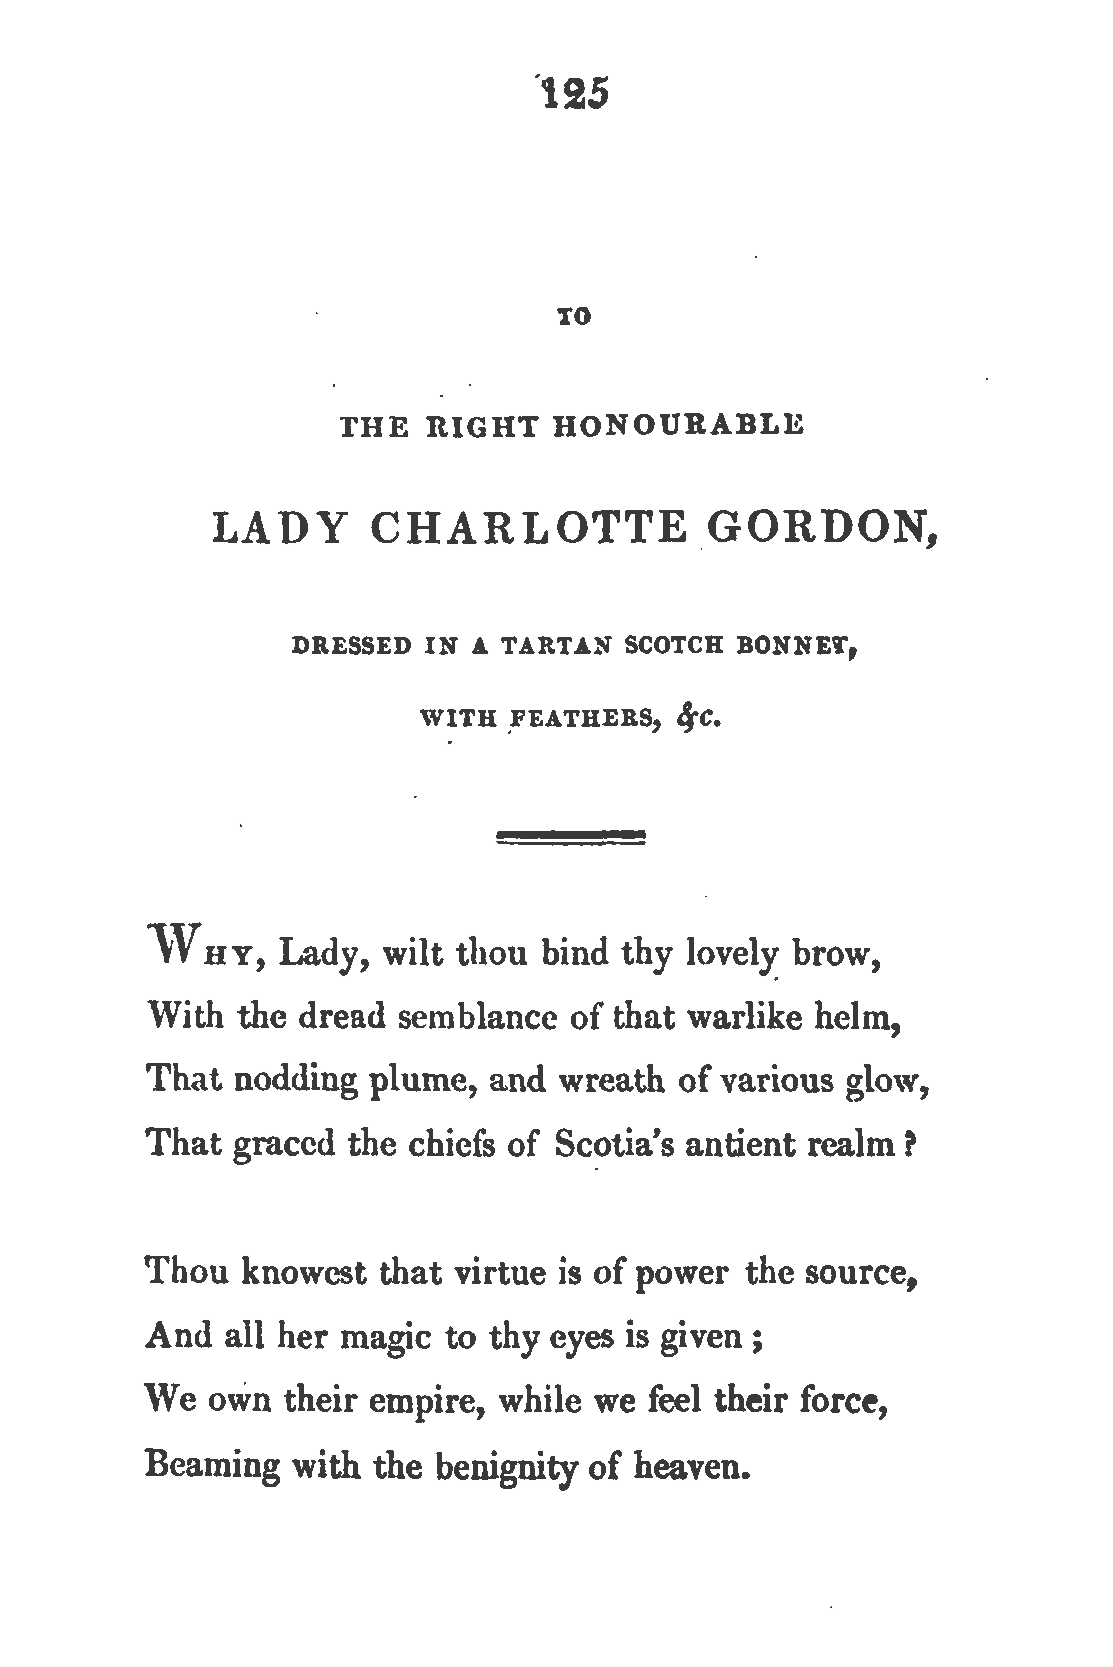 125
TO
THE RIGHT HONOURABLE
LADY CHARLOTTE GORDON,
DRESSED IN A TARTAN SCOTCH BONNET,
WITH FEATHERS, &c.
WHY, Lady, wilt thou bind thy lovely brow,
With the dread semblance of that warlike helm,
That nodding plume, and wreath of various glow,
That graced the chiefs of Scotia's antient realm?
Thou knowest that virtue is of power the source,
And all her magic to thy eyes is given;
We own their empire, while we feel their force,
Beaming with the benignity of heaven.